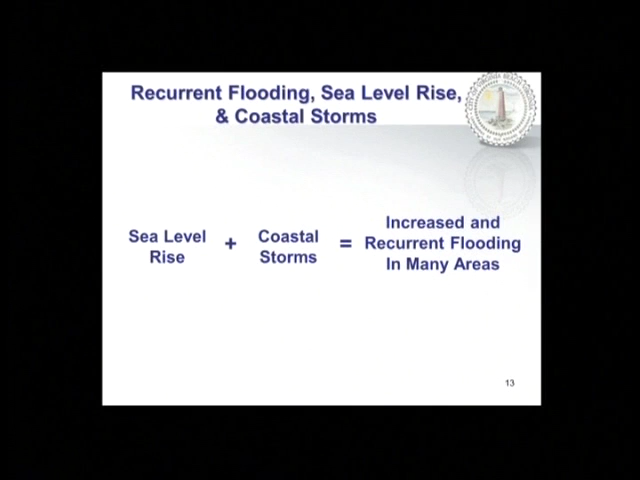 Recurrent Flooding, Sea Level Rise,
& Coastal Storms
Sea Level
Rise
+
Coastal
Storms
=
Increased and
Recurrent Flooding
In Many Areas
13